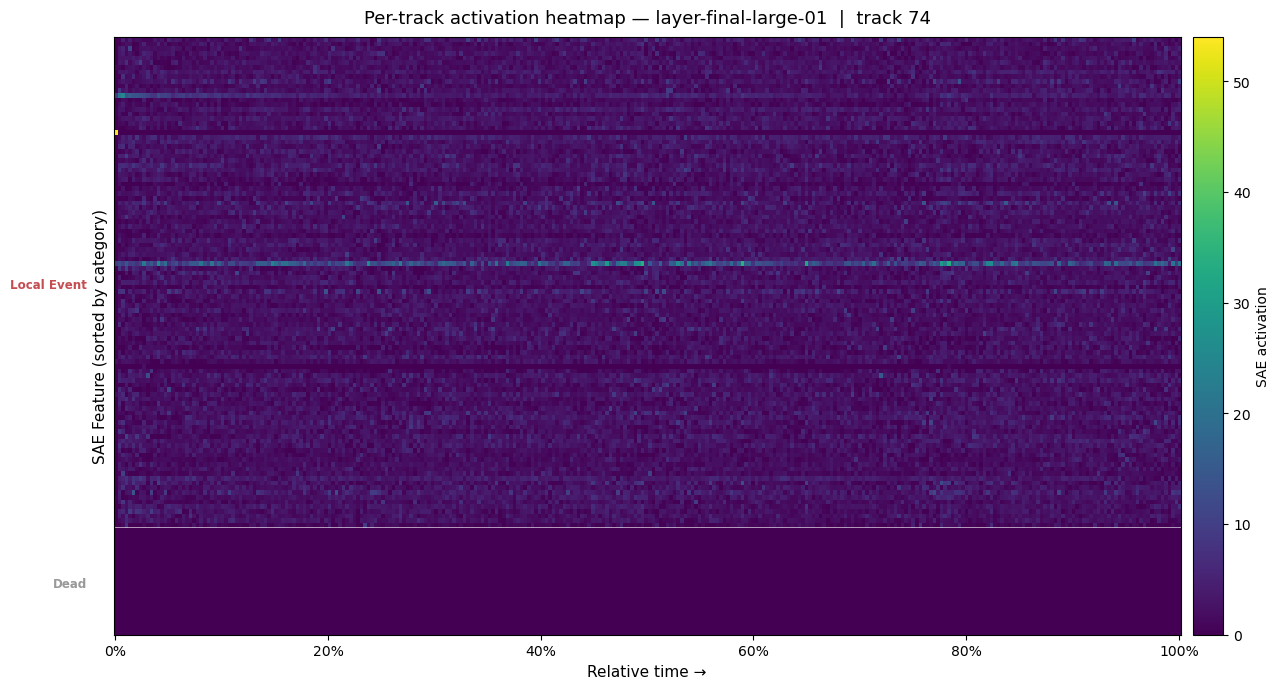 Per-track activation heatmap — layer-final-large-01 | track 74
SAE Feature (sorted by category)
Local Event
Dead
0%
20%
40%
60%
80%
100%
Relative time →
50
40
30
20
10
0
SAE activation